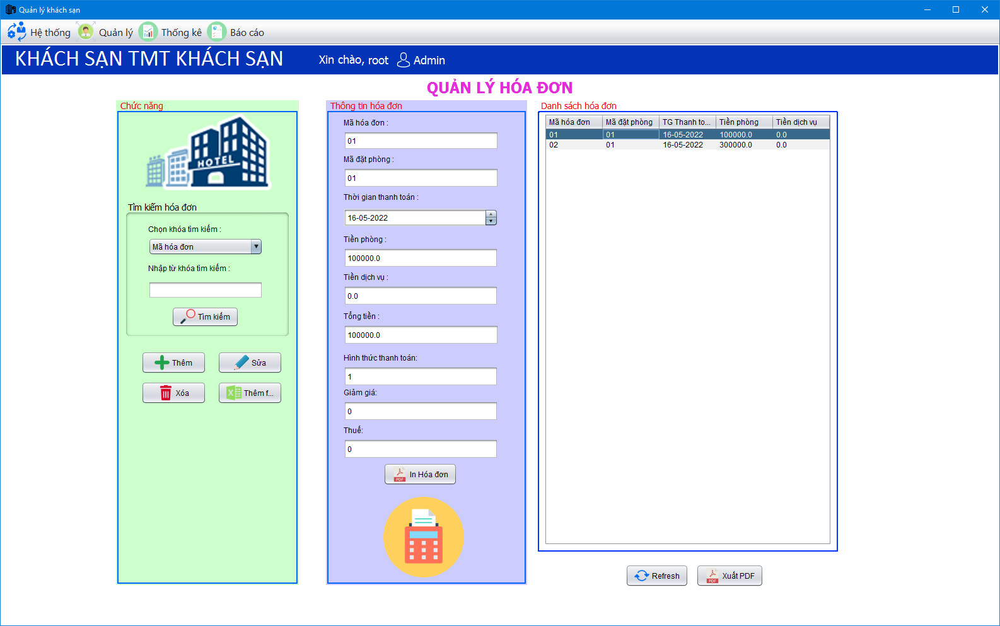 Quản lý khách sạn
Hệ thống Quản lý Thống kê Báo cáo
KHÁCH SẠN TMT KHÁCH SẠN Xin chào, root Admin
QUẢN LÝ HÓA ĐƠN
Chức năng
HOTEL
Tìm kiếm hóa đơn
Chọn khóa tìm kiếm :
Mã hóa đơn
Nhập từ khóa tìm kiếm :
Tìm kiếm
Thêm Sửa
Xóa Thêm f...
Thông tin hóa đơn
Mã hóa đơn :
01
Mã đặt phòng :
01
Thời gian thanh toán :
16-05-2022
Tiền phòng :
100000.0
Tiền dịch vụ :
0.0
Tổng tiền :
100000.0
Hình thức thanh toán:
1
Giảm giá:
0
Thuế:
0
PDF In Hóa đơn
Danh sách hóa đơn
Mã hóa đơn Mã đặt phòng TG Thanh to... Tiền phòng Tiền dịch vụ
01 01 16-05-2022 100000.0 0.0
02 01 16-05-2022 300000.0 0.0
Refresh PDF Xuất PDF